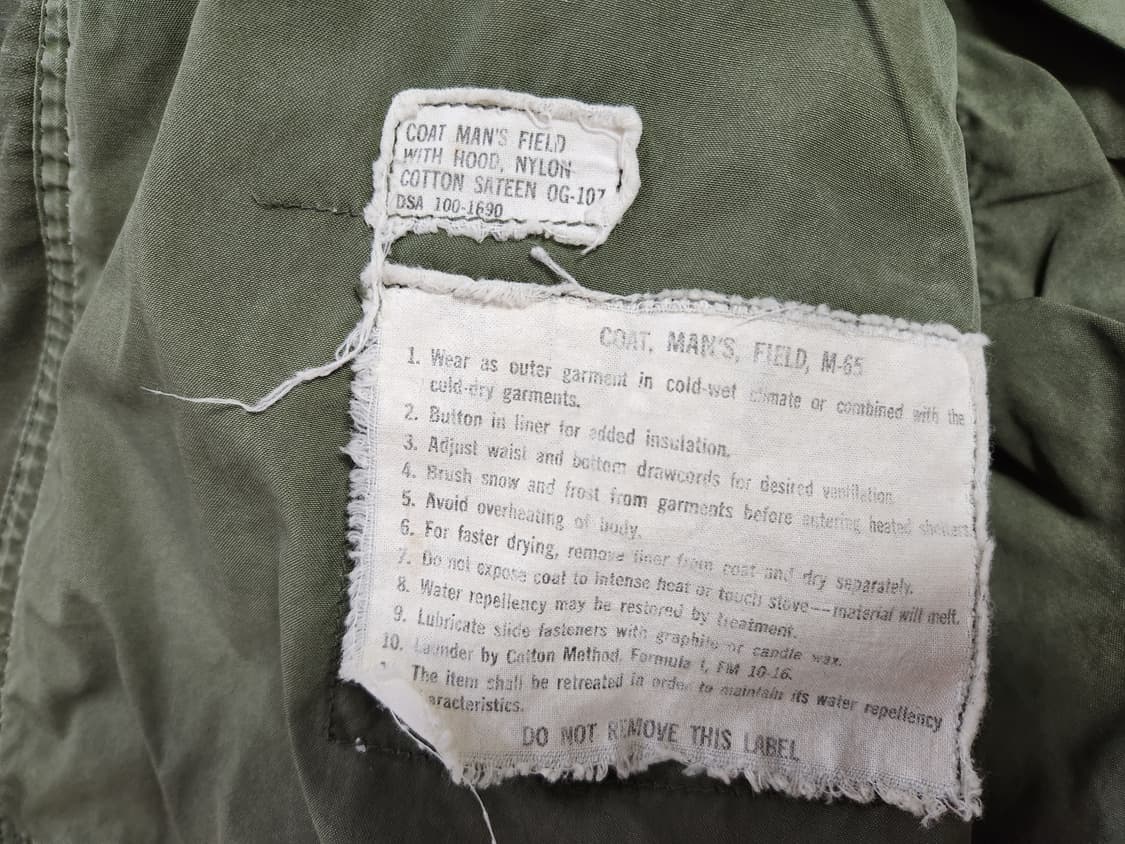 COAT MAN'S FIELD
WITH HOOD, NYLON
COTTON SATEEN OG-107
DSA 100-1690
COAT, MAN'S, FIELD, M-65
1. Wear as outer garment in cold-wet climate or combined with the
cold-dry garments.
2. Button in liner for added insulation.
3. Adjust waist and bottom drawcords for desired ventilation
4. Brush snow and frost from garments before entering heated shelters.
5. Avoid overheating of body.
6. For faster drying, remove liner from coat and dry separately.
7. Do not expose coat to intense heat or touch stove—material will melt.
8. Water repellency may be restored by treatment.
9. Lubricate slide fasteners with graphite or candle wax.
10. Launder by Cotton Method, Formula I, FM 10-16.
The item shall be retreated in order to maintain its water repellency
aracteristics.
DO NOT REMOVE THIS LABEL